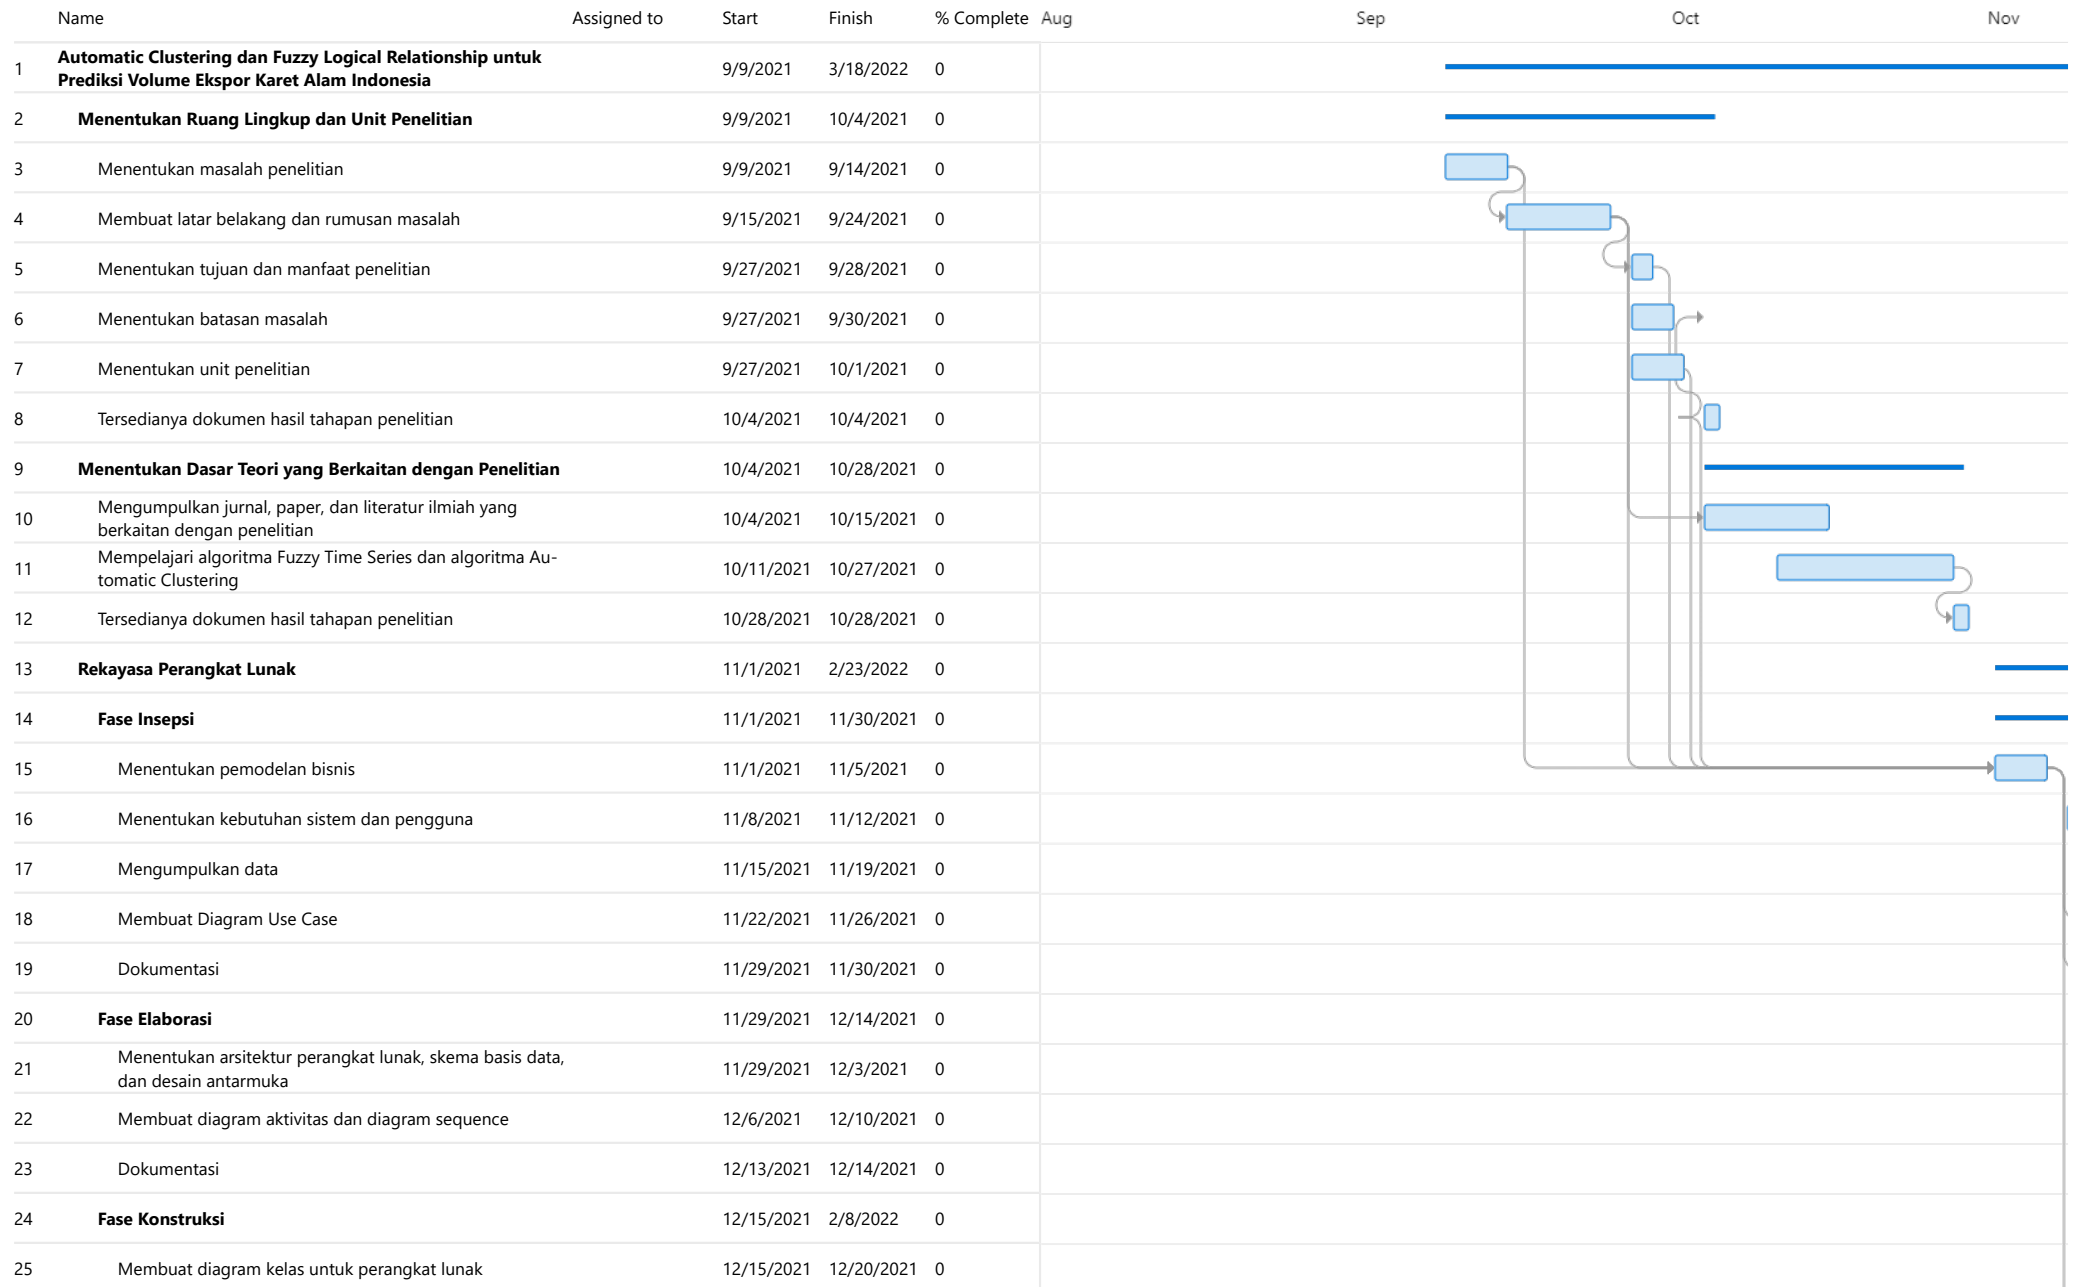 Name Assigned to Start Finish % Complete Aug Sep Oct Nov
1 Automatic Clustering dan Fuzzy Logical Relationship untuk
Prediksi Volume Ekspor Karet Alam Indonesia 9/9/2021 3/18/2022 0
2 Menentukan Ruang Lingkup dan Unit Penelitian 9/9/2021 10/4/2021 0
3 Menentukan masalah penelitian 9/9/2021 9/14/2021 0
4 Membuat latar belakang dan rumusan masalah 9/15/2021 9/24/2021 0
5 Menentukan tujuan dan manfaat penelitian 9/27/2021 9/28/2021 0
6 Menentukan batasan masalah 9/27/2021 9/30/2021 0
7 Menentukan unit penelitian 9/27/2021 10/1/2021 0
8 Tersedianya dokumen hasil tahapan penelitian 10/4/2021 10/4/2021 0
9 Menentukan Dasar Teori yang Berkaitan dengan Penelitian 10/4/2021 10/28/2021 0
10 Mengumpulkan jurnal, paper, dan literatur ilmiah yang
berkaitan dengan penelitian 10/4/2021 10/15/2021 0
11 Mempelajari algoritma Fuzzy Time Series dan algoritma Au-
tomatic Clustering 10/11/2021 10/27/2021 0
12 Tersedianya dokumen hasil tahapan penelitian 10/28/2021 10/28/2021 0
13 Rekayasa Perangkat Lunak 11/1/2021 2/23/2022 0
14 Fase Insepsi 11/1/2021 11/30/2021 0
15 Menentukan pemodelan bisnis 11/1/2021 11/5/2021 0
16 Menentukan kebutuhan sistem dan pengguna 11/8/2021 11/12/2021 0
17 Mengumpulkan data 11/15/2021 11/19/2021 0
18 Membuat Diagram Use Case 11/22/2021 11/26/2021 0
19 Dokumentasi 11/29/2021 11/30/2021 0
20 Fase Elaborasi 11/29/2021 12/14/2021 0
21 Menentukan arsitektur perangkat lunak, skema basis data,
dan desain antarmuka 11/29/2021 12/3/2021 0
22 Membuat diagram aktivitas dan diagram sequence 12/6/2021 12/10/2021 0
23 Dokumentasi 12/13/2021 12/14/2021 0
24 Fase Konstruksi 12/15/2021 2/8/2022 0
25 Membuat diagram kelas untuk perangkat lunak 12/15/2021 12/20/2021 0